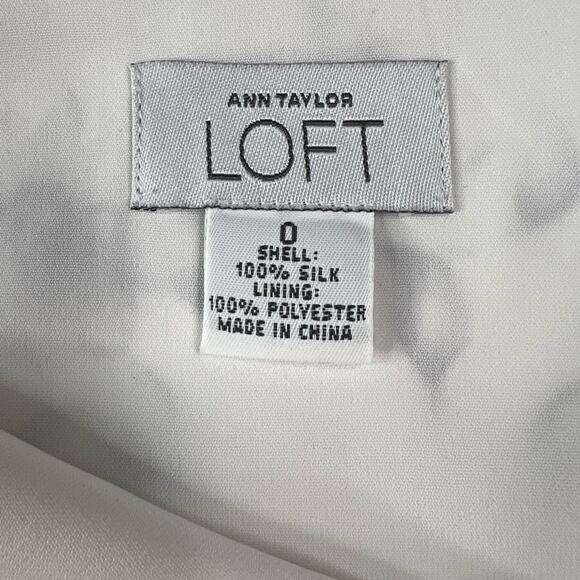 ANN TAYLOR
LOFT
0
SHELL:
100% SILK
LINING:
100% POLYESTER
MADE IN CHINA